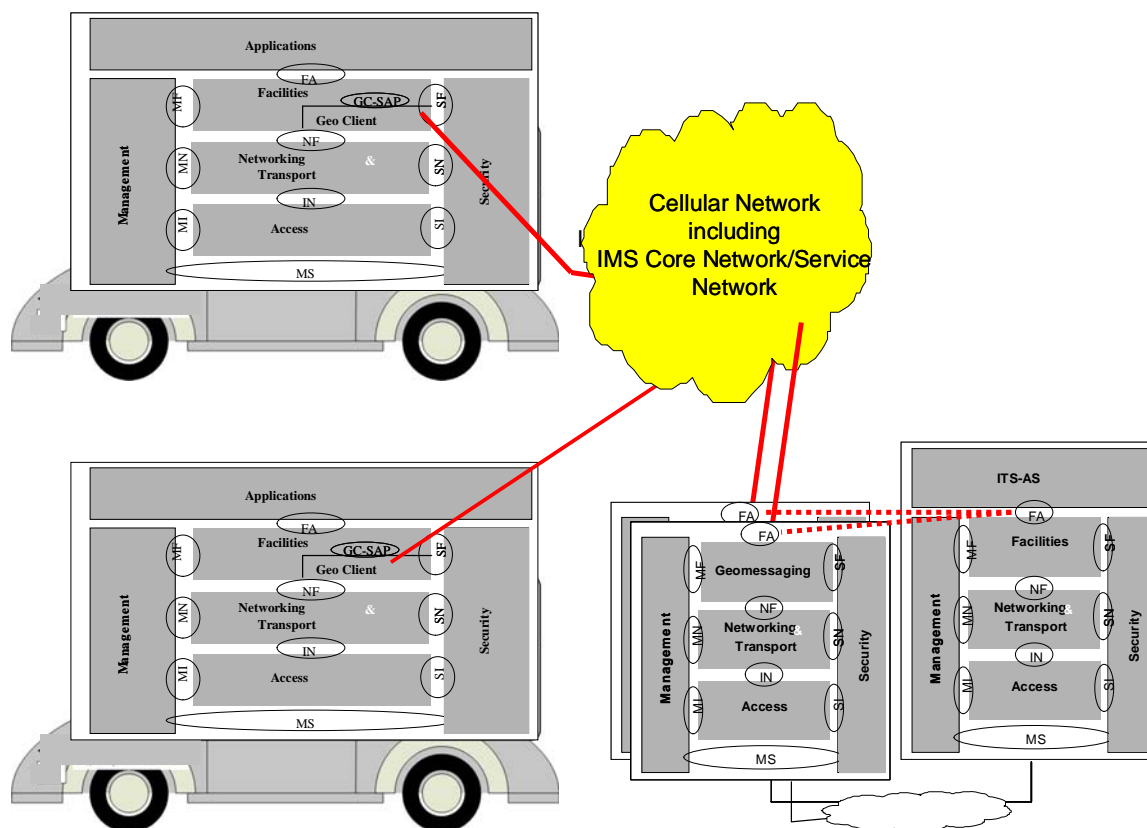 Applications
FA
Facilities
GC-SAP
Geo Client
MF
SF
NF
Networking &
Transport
MN
SN
IN
Access
MI
SI
MS
Management
Security
Cellular Network
including
IMS Core Network/Service
Network
Applications
FA
Facilities
GC-SAP
Geo Client
MF
SF
NF
Networking &
Transport
MN
SN
IN
Access
MI
SI
MS
Management
Security
FA
FA
Geomessaging
MF
SF
NF
Networking &
Transport
MN
SN
IN
Access
MI
SI
MS
Management
Security
ITS-AS
FA
Facilities
MF
SF
NF
Networking &
Transport
MN
SN
IN
Access
MI
SI
MS
Management
Security